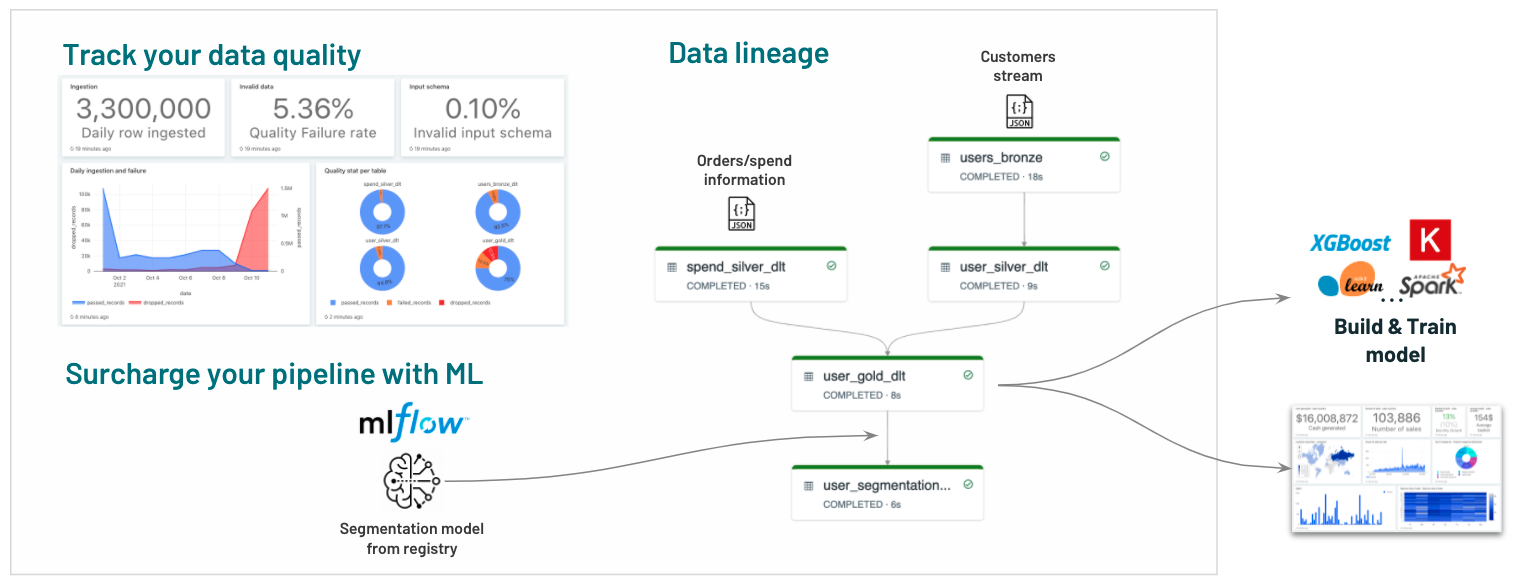 Track your data quality
Ingestion
3,300,000
Daily row ingested
19 minutes ago
Invalid data
5.36%
Quality Failure rate
19 minutes ago
Input schema
0.10%
Invalid input schema
19 minutes ago
Daily ingestion and failure
dropped_records
100k
80k
60k
40k
20k
0
1.5M
1M
0.5M
0
passed_records
Oct 2
2021
Oct 4
Oct 6
Oct 8
Oct 10
passed_records
dropped_records
6 minutes ago
Quality stat per table
spend_silver_dlt
users_bronze_dlt
user_silver_dlt
user_gold_dlt
passed_records
failed_records
dropped_records
2 minutes ago
Surcharge your pipeline with ML
mlflow™
Segmentation model
from registry
Data lineage
Customers
stream
{;}
JSON
users_bronze
COMPLETED · 18s
Orders/spend
information
{;}
JSON
spend_silver_dlt
COMPLETED · 15s
user_silver_dlt
COMPLETED · 9s
user_gold_dlt
COMPLETED · 8s
user_segmentation...
COMPLETED · 6s
XGBoost
K
learn
...
APACHE
Spark
Build & Train
model
$16,008,872
Cash generated
103,886
Number of sales
13%
154$
Average